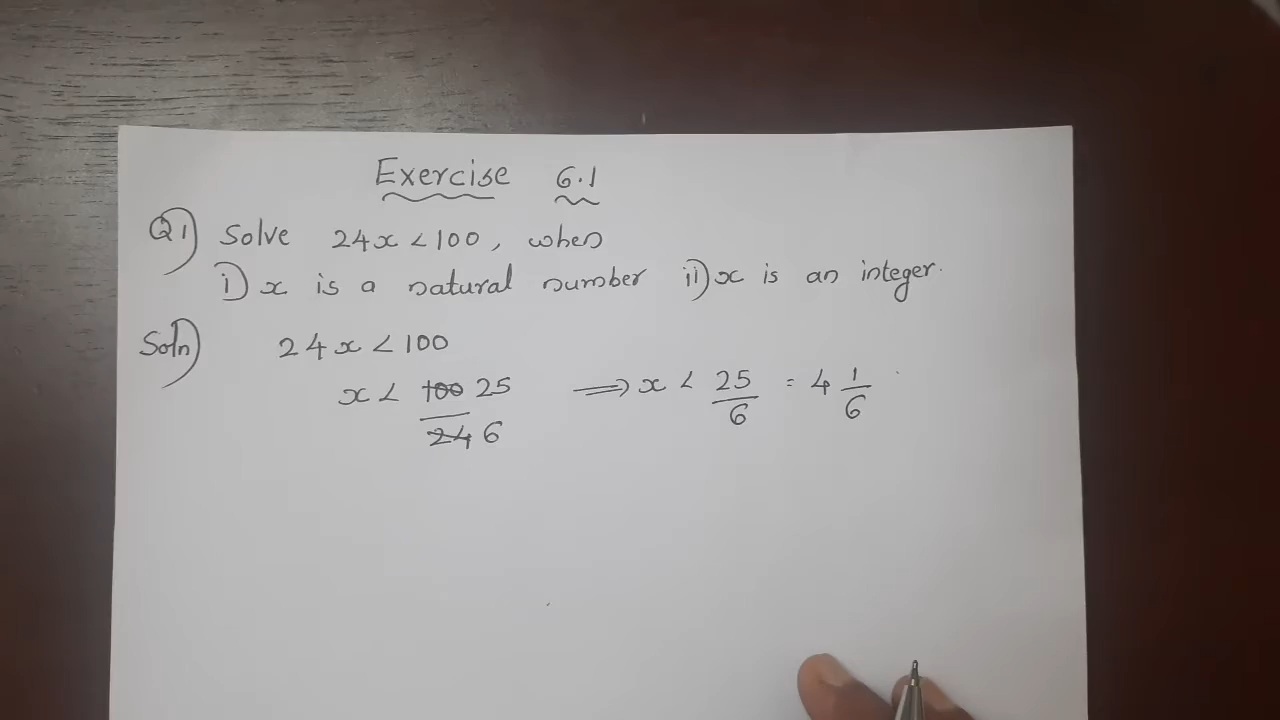 Exercise 6.1
Q1) Solve 24x < 100, when
i) x is a natural number ii) x is an integer.
Soln) 24x < 100
x < 100 25 ⟹ x < 25/6 = 4 1/6
24 6